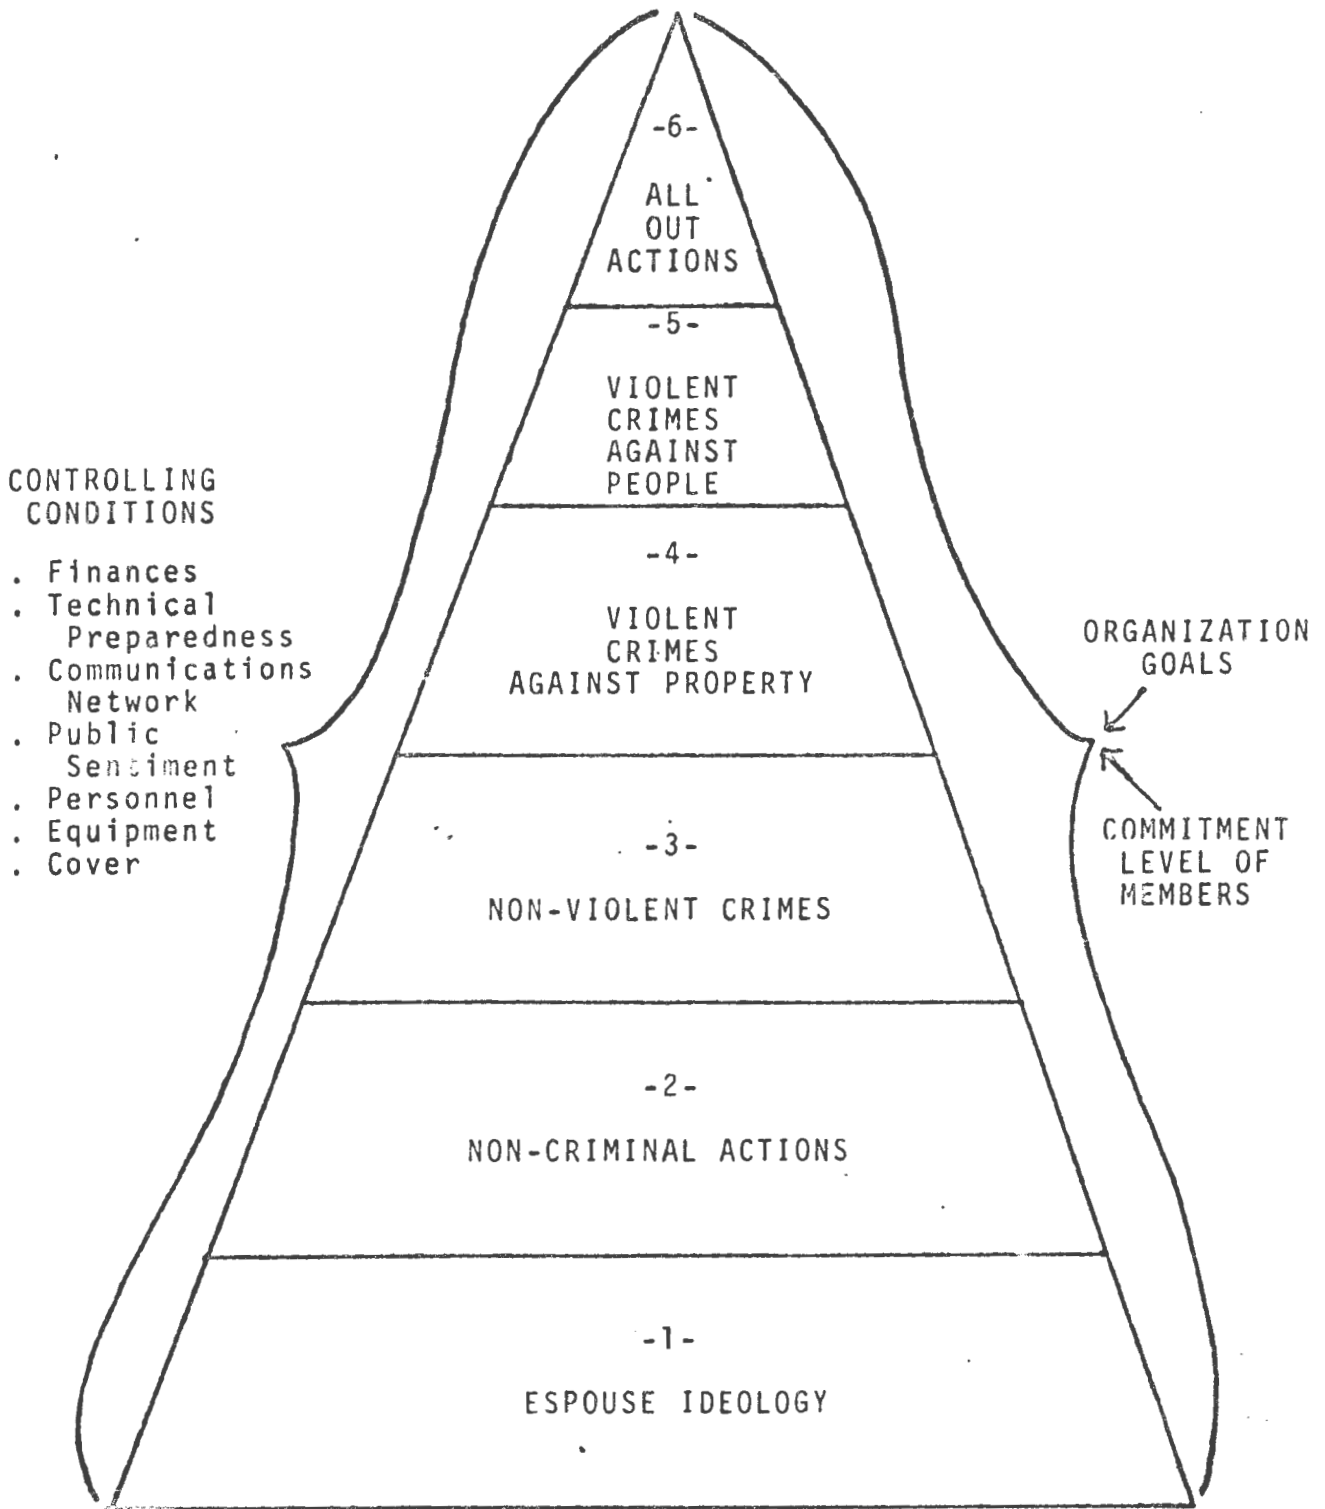 -6-
ALL
OUT
ACTIONS
-5-
VIOLENT
CRIMES
AGAINST
PEOPLE
-4-
VIOLENT
CRIMES
AGAINST PROPERTY
-3-
NON-VIOLENT CRIMES
-2-
NON-CRIMINAL ACTIONS
-1-
ESPOUSE IDEOLOGY
CONTROLLING
CONDITIONS
. Finances
. Technical
Preparedness
. Communications
Network
. Public
Sentiment
. Personnel
. Equipment
. Cover
ORGANIZATION
GOALS
COMMITMENT
LEVEL OF
MEMBERS